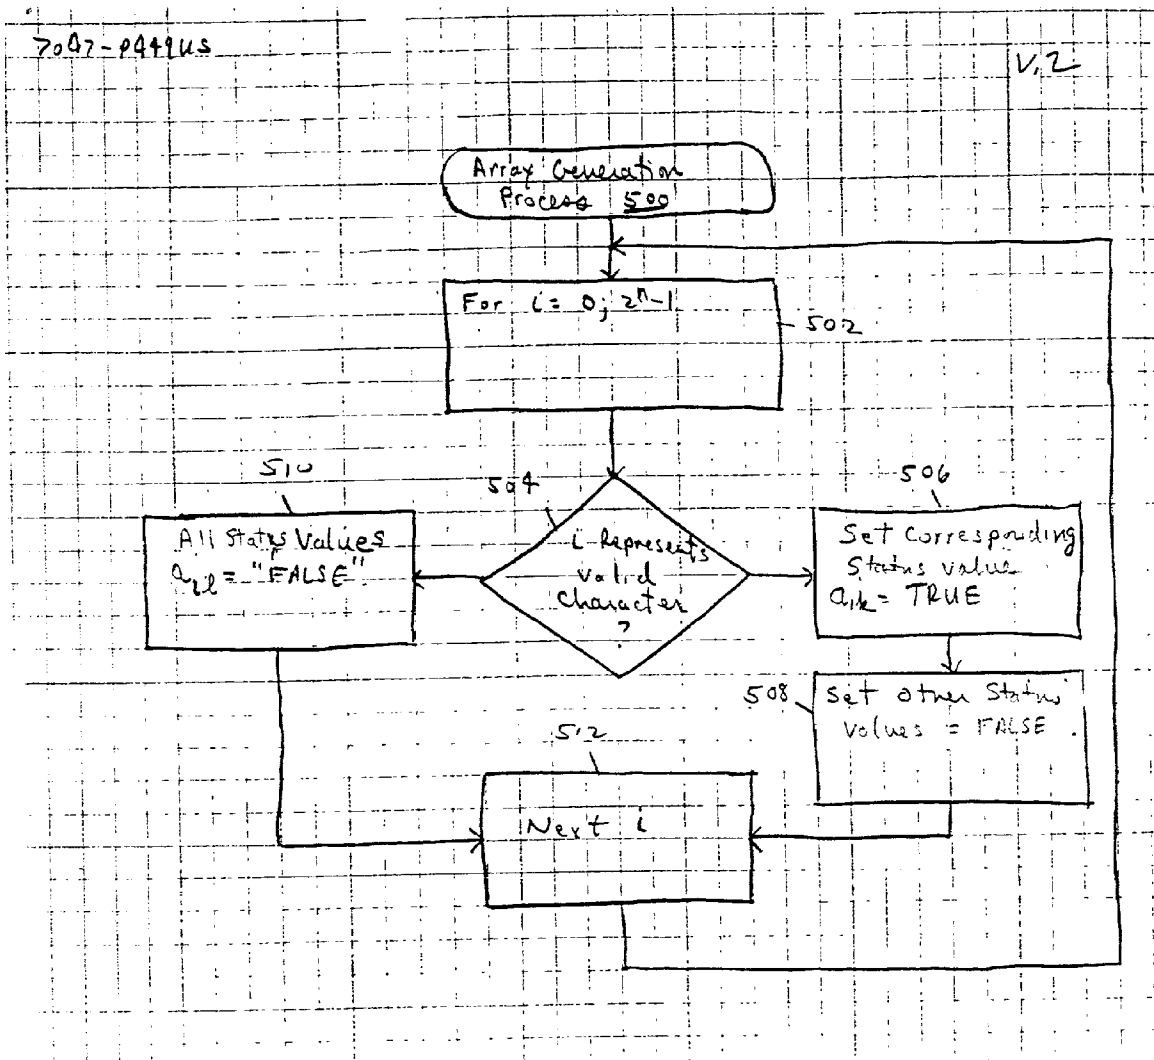 7047-P449US
V.2
Array Generation
Process 500
For i = 0; 2ⁿ-1
502
510
504
506
All Status Values
= "FALSE"
i Represents
valid
character
?
Set Corresponding
Status value
aik = TRUE
508
Set other Status
values = FALSE.
512
Next i